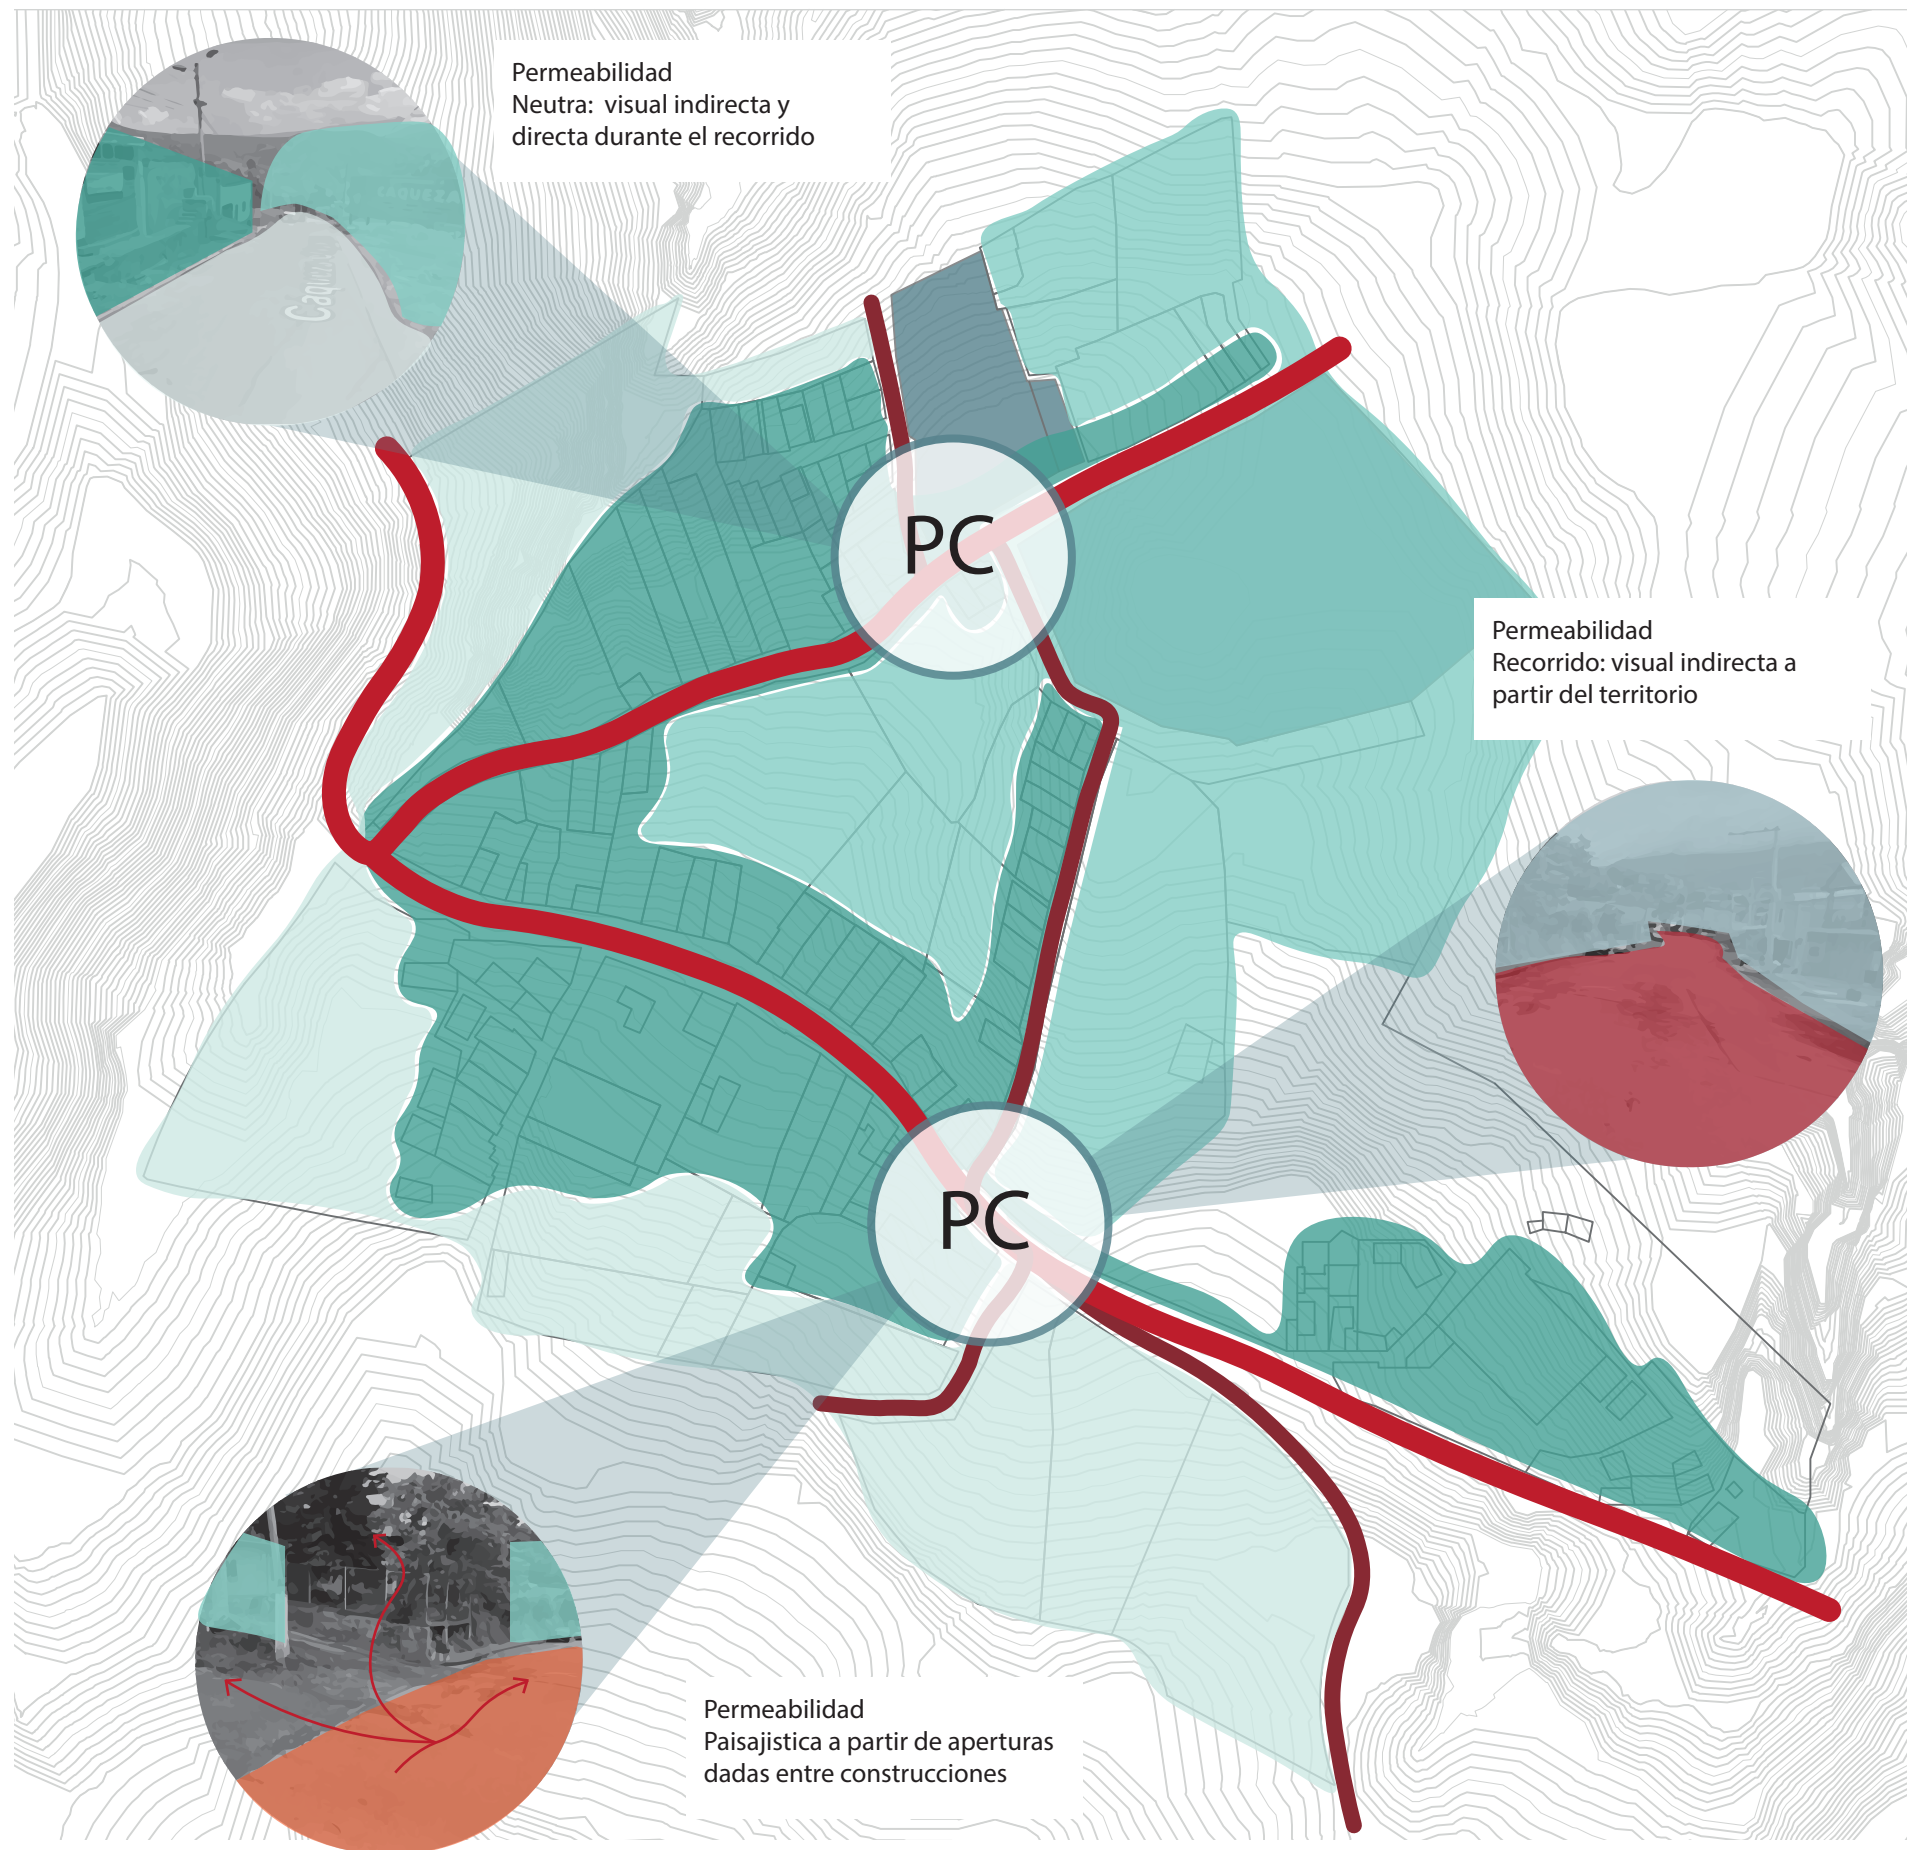 Permeabilidad
Neutra: visual indirecta y
directa durante el recorrido
CAQUEZA
PC
Permeabilidad
Recorrido: visual indirecta a
partir del territorio
PC
Permeabilidad
Paisajistica a partir de aperturas
dadas entre construcciones